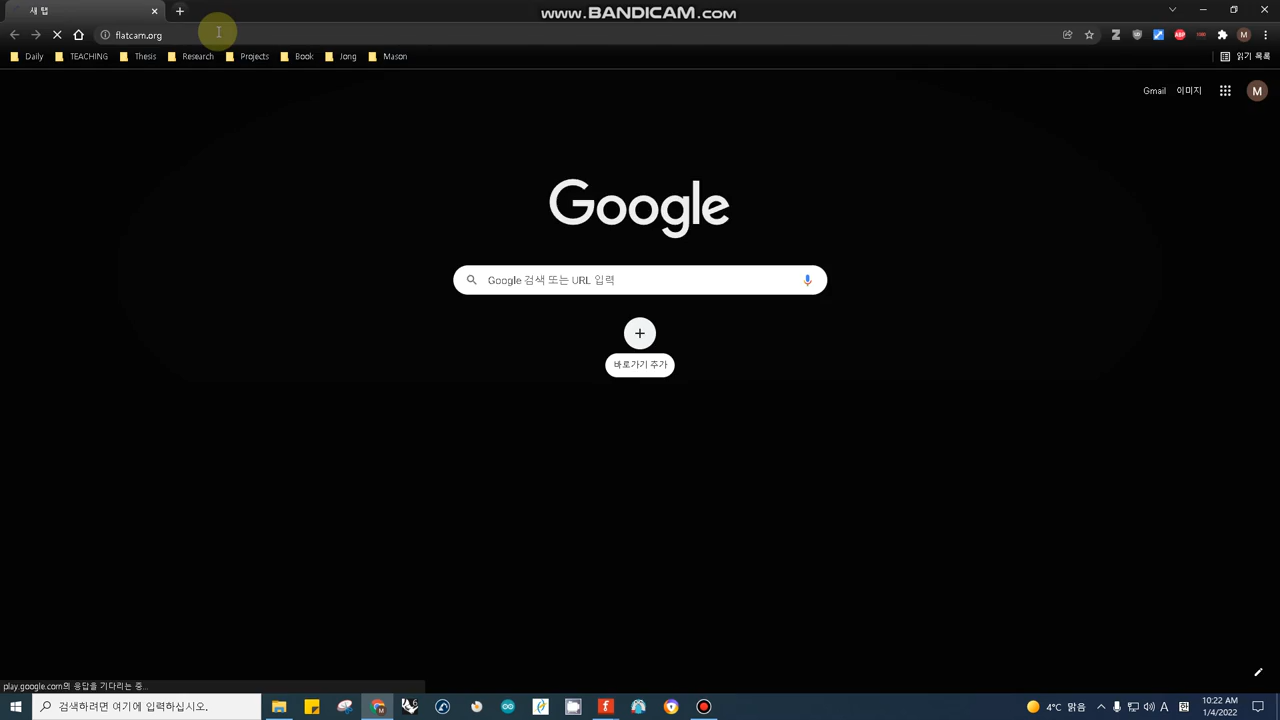 새 탭
www.BANDICAM.com
flatcam.org
Daily
TEACHING
Thesis
Research
Projects
Book
Jong
Mason
읽기 목록
Gmail
이미지
M
Google
Google 검색 또는 URL 입력
바로가기 추가
play.google.com의 응답을 기다리는 중...
검색하려면 여기에 입력하십시오.
4°C 맑음
A
10:22 AM
1/4/2022